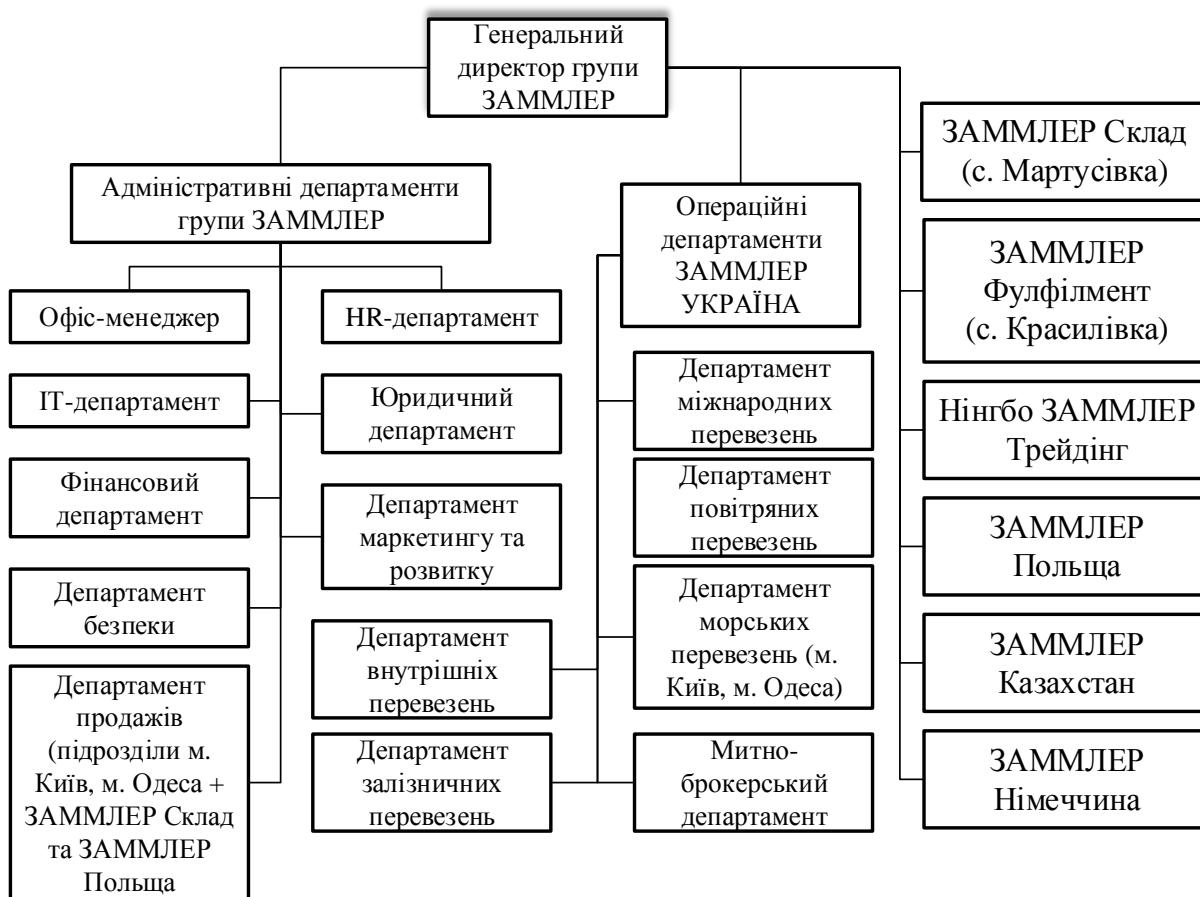 Генеральний
директор групи
ЗАММЛЕР
Адміністративні департаменти
групи ЗАММЛЕР
Офіс-менеджер
HR-департамент
ІТ-департамент
Юридичний
департамент
Фінансовий
департамент
Департамент
маркетингу та
розвитку
Департамент
безпеки
Департамент
продажів
(підрозділи м.
Київ, м. Одеса +
ЗАММЛЕР Склад
та ЗАММЛЕР
Польща
Операційні
департаменти
ЗАММЛЕР
УКРАЇНА
Департамент
міжнародних
перевезень
Департамент
повітряних
перевезень
Департамент
морських
перевезень (м.
Київ, м. Одеса)
Департамент
внутрішніх
перевезень
Департамент
залізничних
перевезень
Митно-
брокерський
департамент
ЗАММЛЕР Склад
(с. Мартусівка)
ЗАММЛЕР
Фулфілмент
(с. Красилівка)
Нінгбо ЗАММЛЕР
Трейдінг
ЗАММЛЕР
Польща
ЗАММЛЕР
Казахстан
ЗАММЛЕР
Німеччина